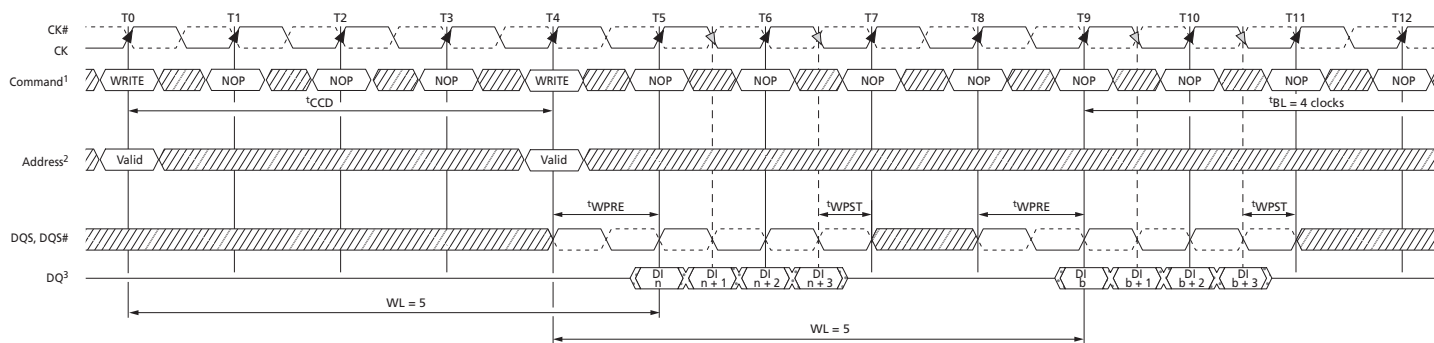 T0 T1 T2 T3 T4 T5 T6 T7 T8 T9 T10 T11 T12
CK#
CK
Command1 WRITE NOP NOP NOP WRITE NOP NOP NOP NOP NOP NOP NOP NOP
tCCD tBL = 4 clocks
Address2 Valid Valid
tWPRE tWPST tWPRE tWPST
DQS, DQS#
DQ3 DI n DI n + 1 DI n + 2 DI n + 3 DI b DI b + 1 DI b + 2 DI b + 3
WL = 5
WL = 5